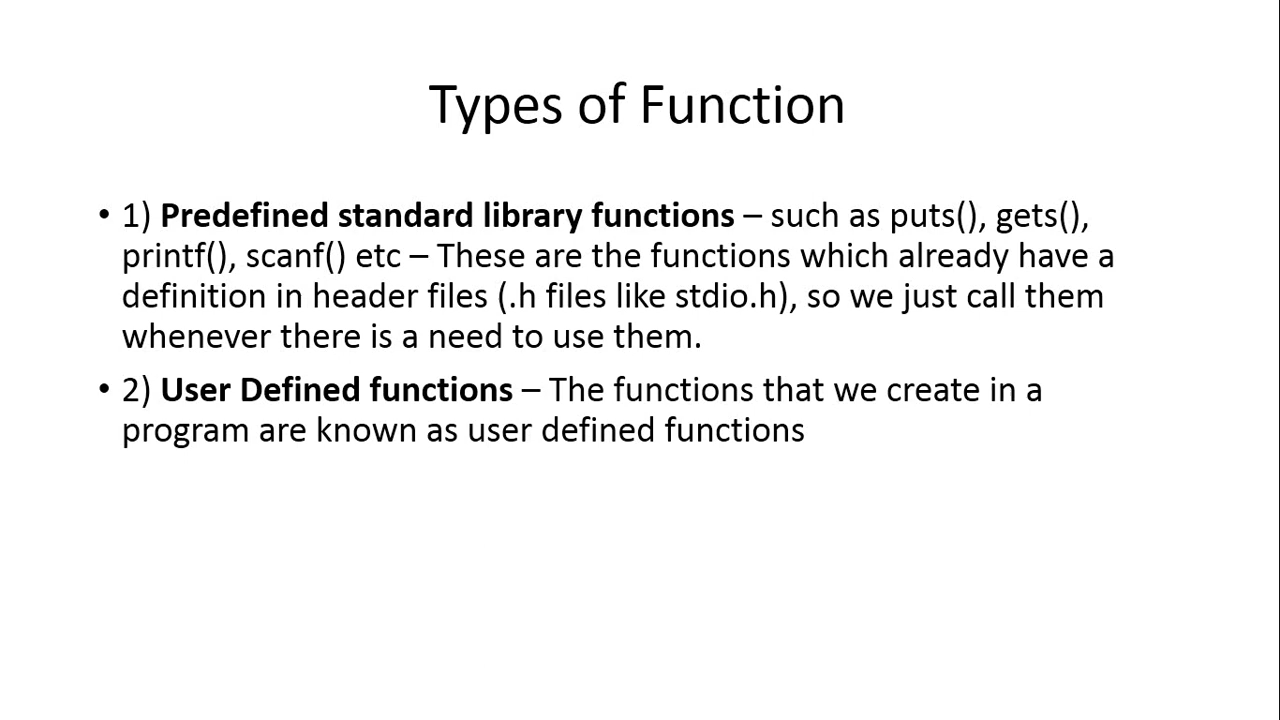 Types of Function
• 1) Predefined standard library functions – such as puts(), gets(),
printf(), scanf() etc – These are the functions which already have a
definition in header files (.h files like stdio.h), so we just call them
whenever there is a need to use them.
• 2) User Defined functions – The functions that we create in a
program are known as user defined functions